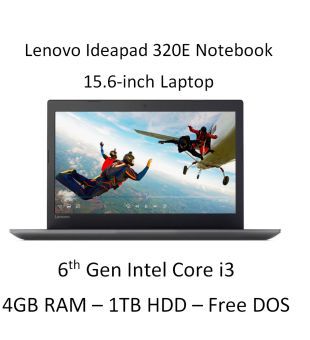 Lenovo Ideapad 320E Notebook
15.6-inch Laptop
Lenovo
6th Gen Intel Core i3
4GB RAM – 1TB HDD – Free DOS